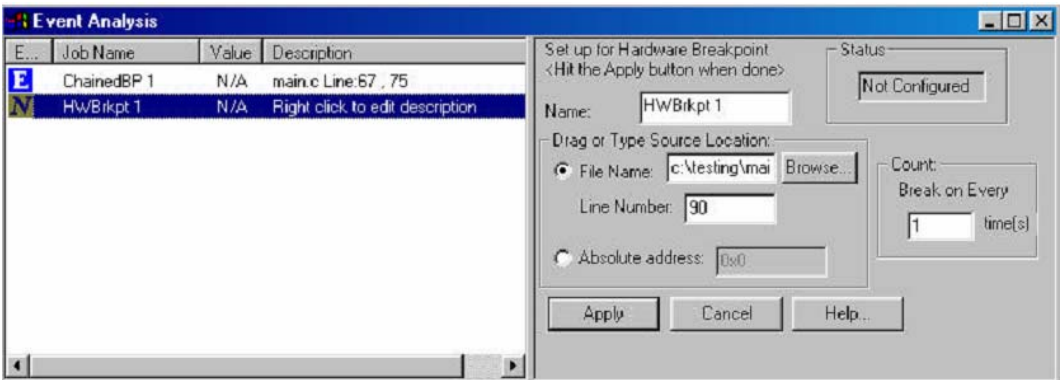 Event Analysis
E... Job Name Value Description
E ChainedBP 1 N/A main.c Line:67 , 75
N HWBrkpt 1 N/A Right click to edit description
Set up for Hardware Breakpoint
<Hit the Apply button when done>
Name: HWBrkpt 1
Status
Not Configured
Drag or Type Source Location:
File Name: c:\testing\mai Browse...
Line Number: 90
Absolute address: 0x0
Count:
Break on Every
1 time(s)
Apply Cancel Help...